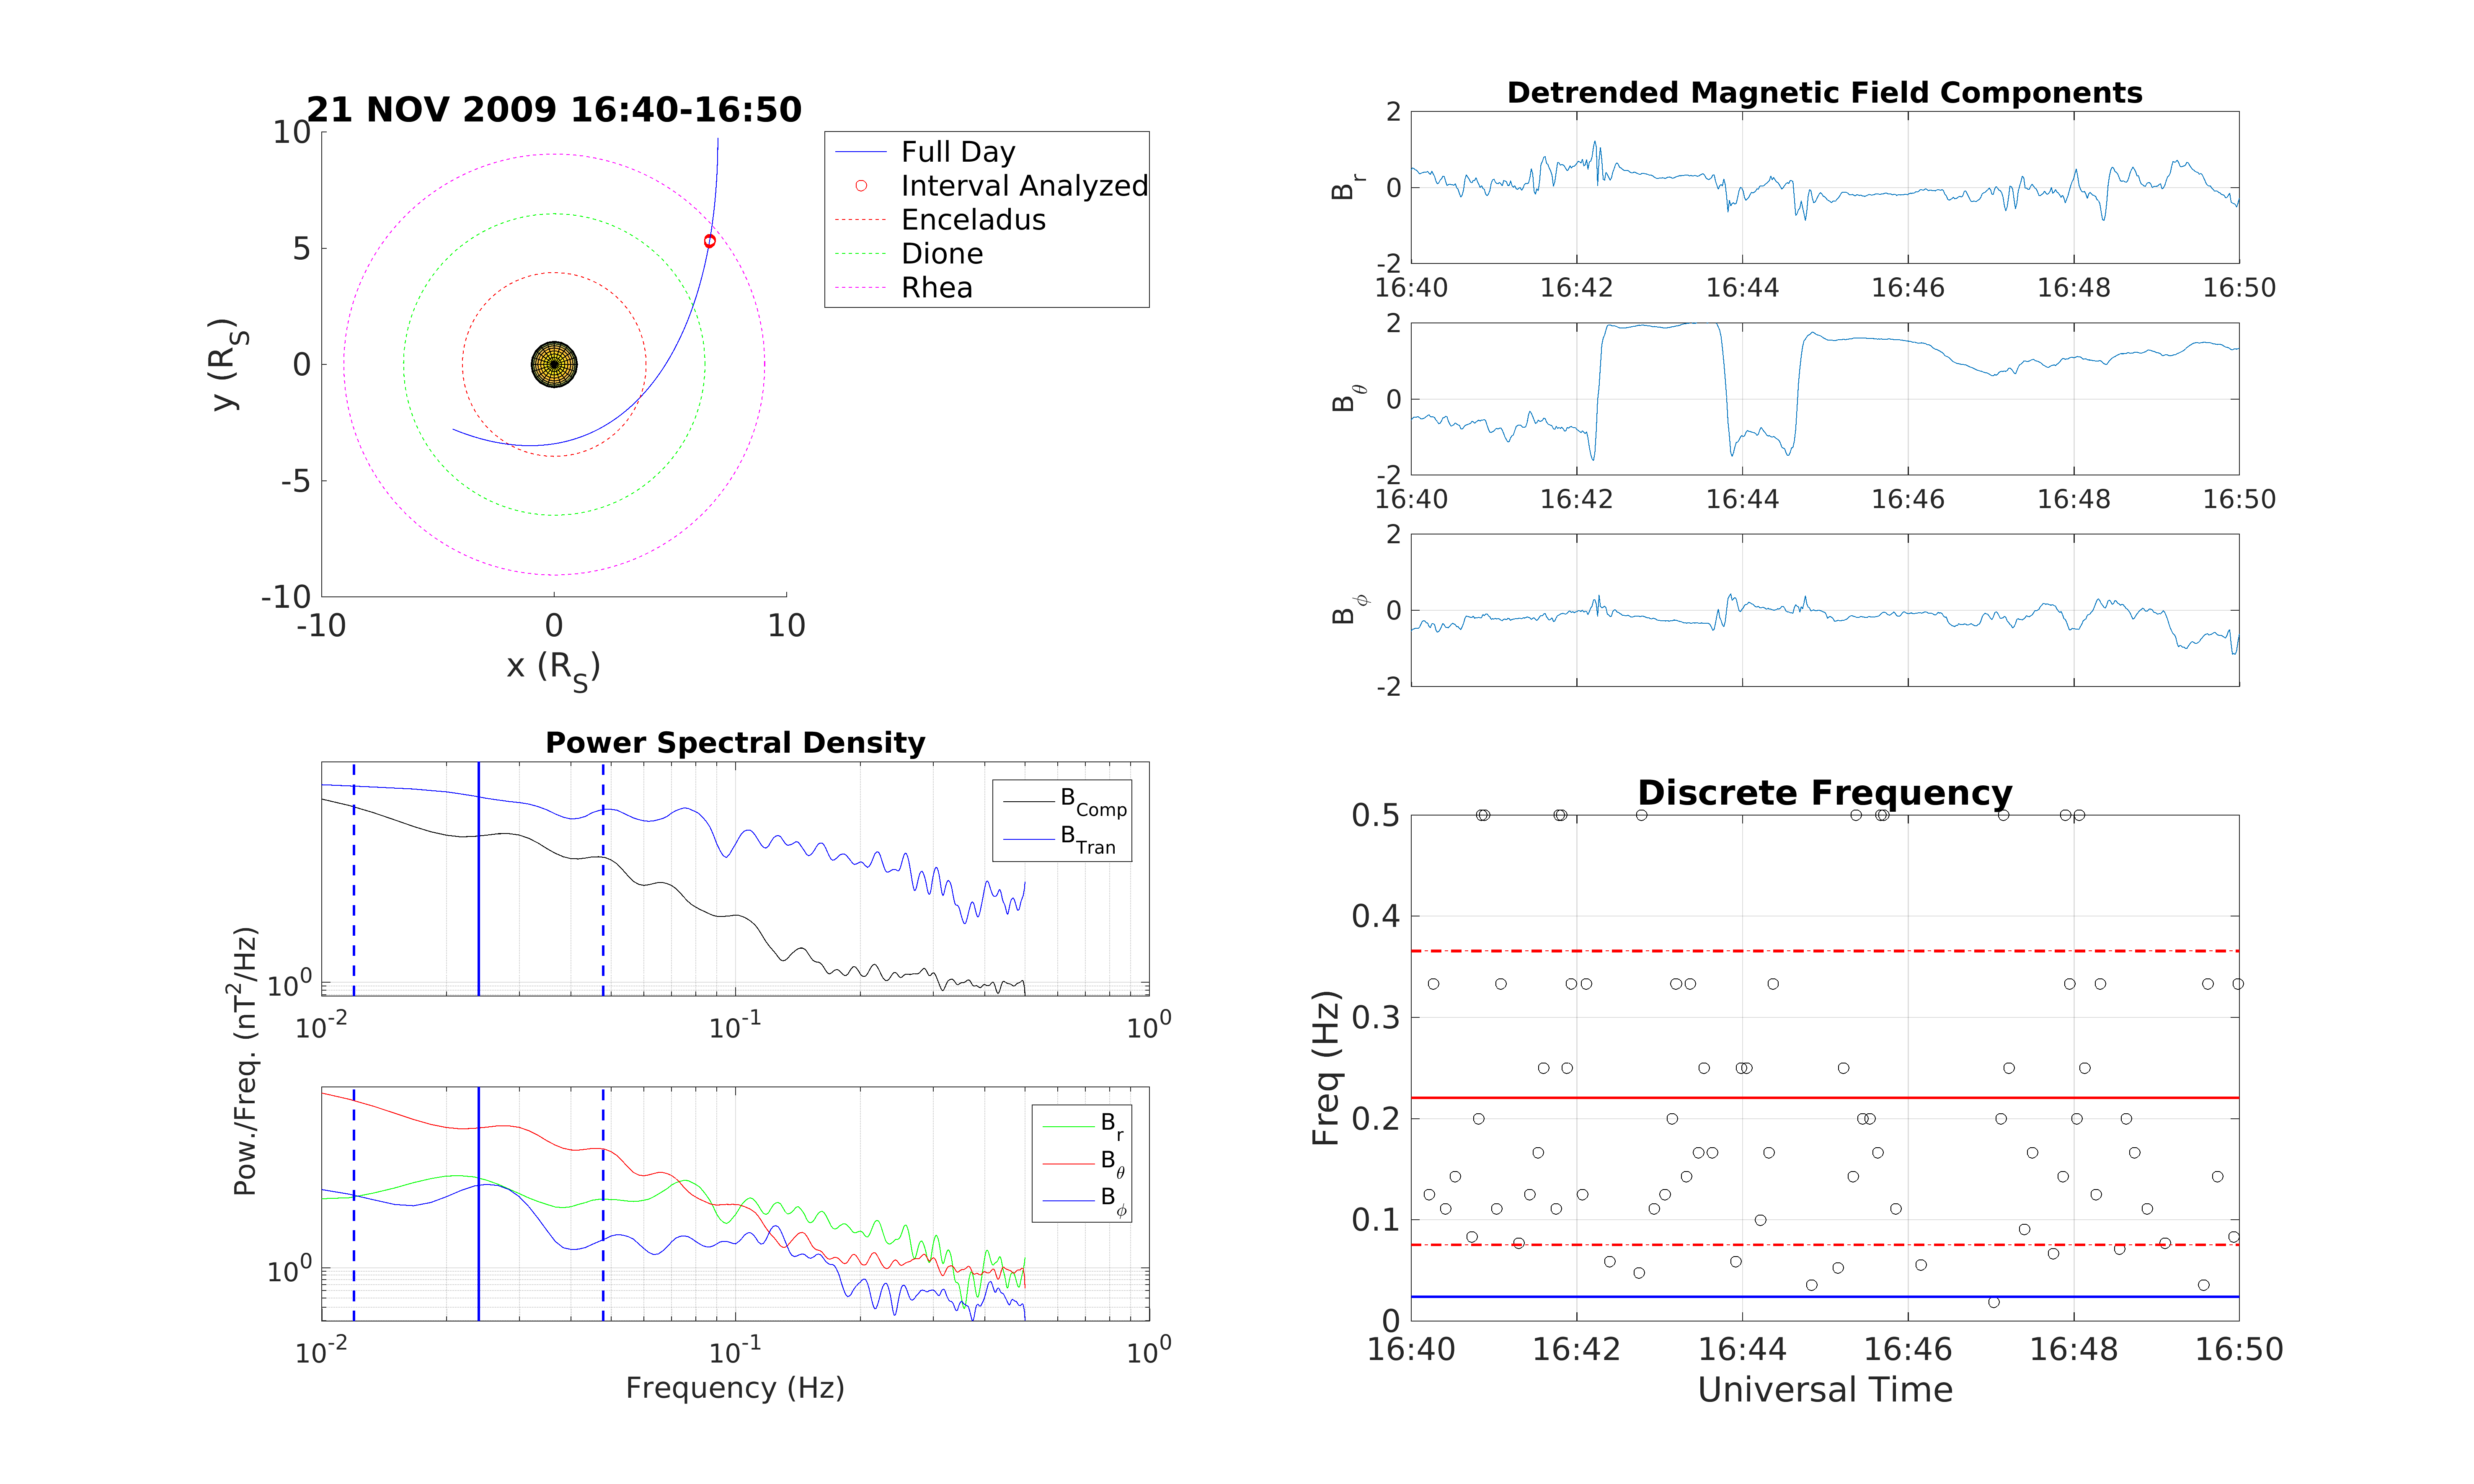 21 NOV 2009 16:40-16:50
10
5
0
-5
-10
-10 0 10
y (R_S)
x (R_S)
Full Day
Interval Analyzed
Enceladus
Dione
Rhea
Detrended Magnetic Field Components
2
0
-2
B_r
16:40 16:42 16:44 16:46 16:48 16:50
2
0
-2
B_θ
16:40 16:42 16:44 16:46 16:48 16:50
2
0
-2
B_ϕ
Power Spectral Density
B_Comp
B_Tran
10^0
10^-2 10^-1 10^0
Pow./Freq. (nT^2/Hz)
B_r
B_θ
B_ϕ
10^0
10^-2 10^-1 10^0
Frequency (Hz)
Discrete Frequency
0.5
0.4
0.3
0.2
0.1
0
Freq (Hz)
16:40 16:42 16:44 16:46 16:48 16:50
Universal Time